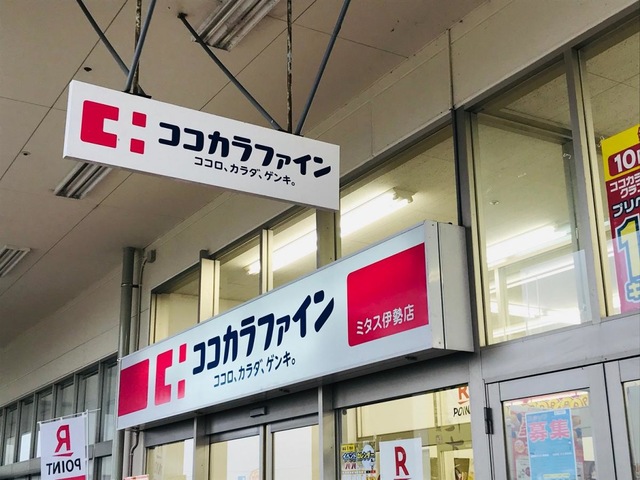 ココカラファイン
ココロ、カラダ、ゲンキ。
ココカラファイン
ココロ、カラダ、ゲンキ。
ミタス伊勢店
R
POINT
R
POINT
R
募集